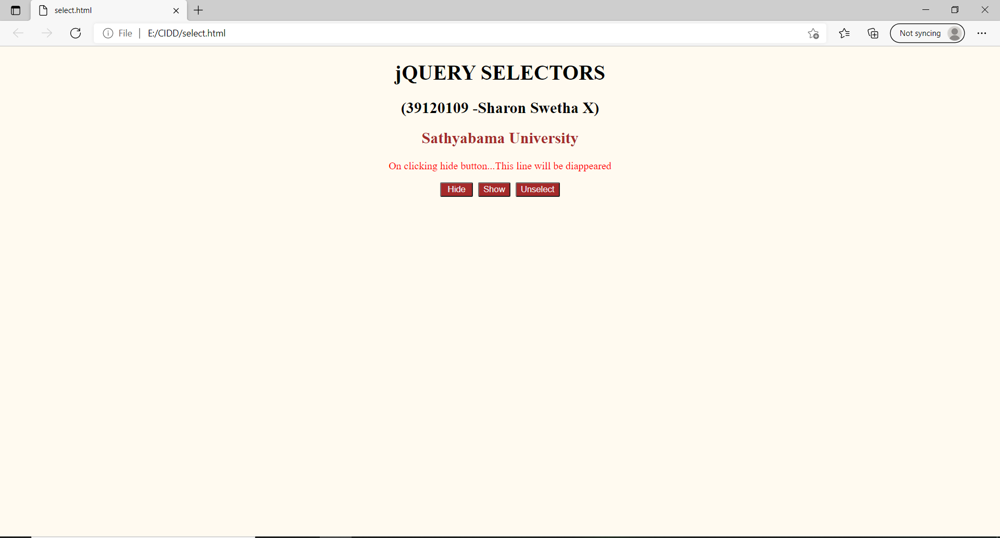 select.html
File
E:/CIDD/select.html
Not syncing
jQUERY SELECTORS
(39120109 -Sharon Swetha X)
Sathyabama University
On clicking hide button...This line will be diappeared
Hide Show Unselect